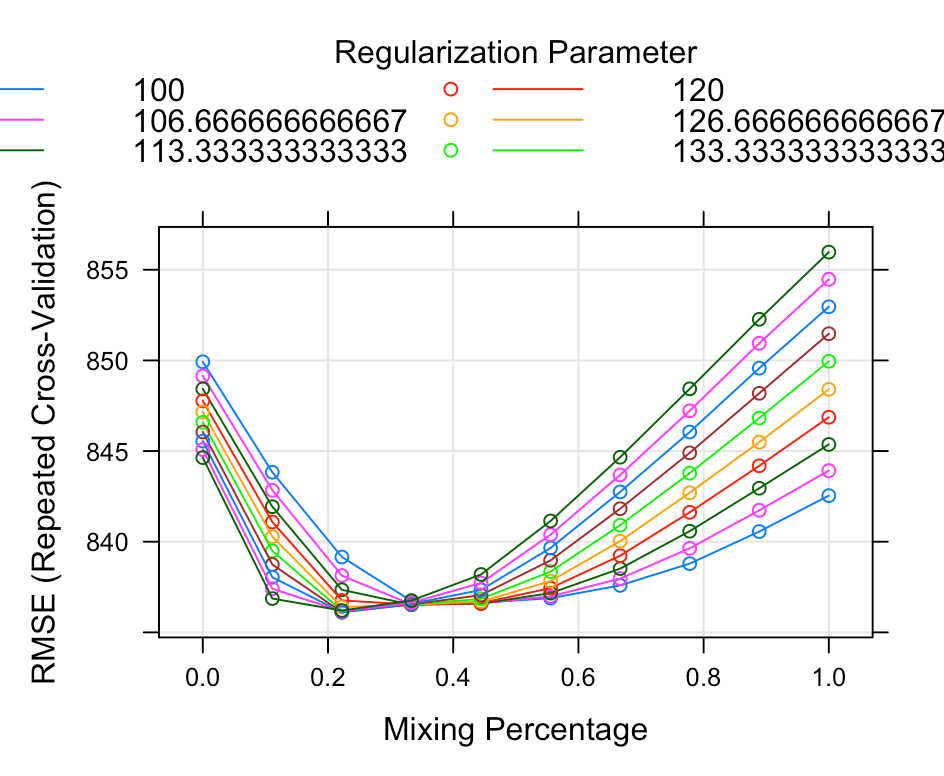 Regularization Parameter
100 120
106.666666666667 126.666666666667
113.333333333333 133.333333333333
RMSE (Repeated Cross-Validation)
855
850
845
840
0.0 0.2 0.4 0.6 0.8 1.0
Mixing Percentage